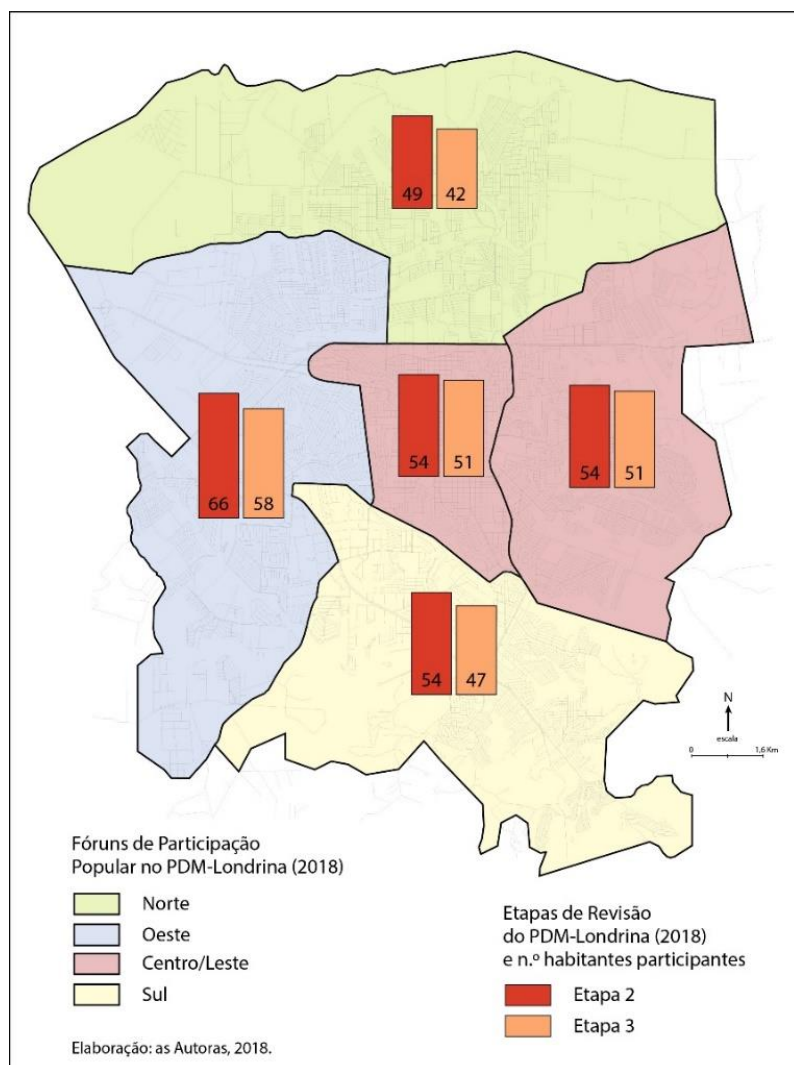 49 42
54 51
54 51
66 58
54 47
N
escala
0 1,6 Km
Fóruns de Participação
Popular no PDM-Londrina (2018)
Norte
Oeste
Centro/Leste
Sul
Elaboração: as Autoras, 2018.
Etapas de Revisão
do PDM-Londrina (2018)
e n.º habitantes participantes
Etapa 2
Etapa 3